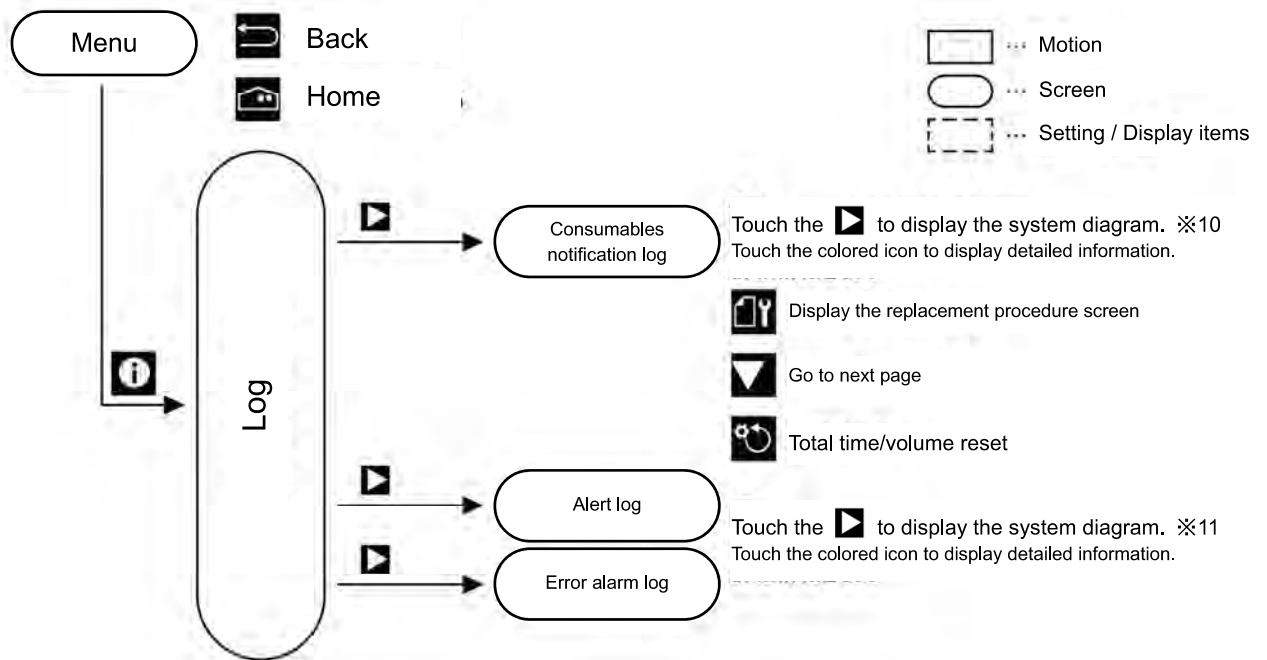 Menu
Back
Home
… Motion
… Screen
… Setting / Display items
Log
Consumables
notification log
Touch the ▶ to display the system diagram. ※10
Touch the colored icon to display detailed information.
Display the replacement procedure screen
Go to next page
Total time/volume reset
Alert log
Error alarm log
Touch the ▶ to display the system diagram. ※11
Touch the colored icon to display detailed information.